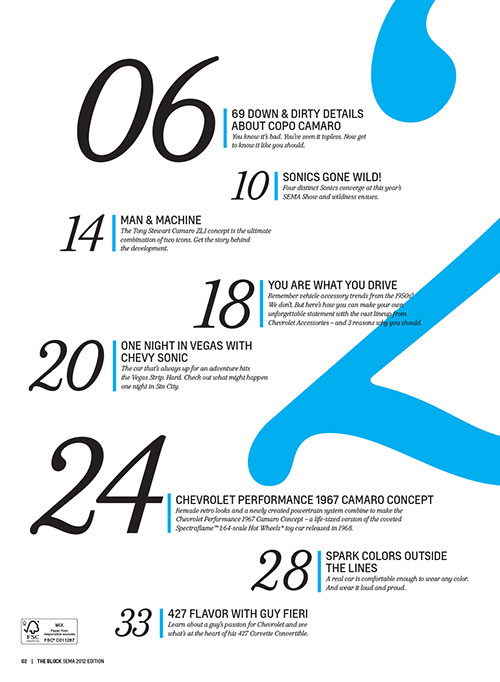 06
69 DOWN & DIRTY DETAILS
ABOUT COPO CAMARO
You know it's bad. You've seen it topless. Now get
to know it like you should.
10
SONICS GONE WILD!
Four distinct Sonics converge at this year's
SEMA Show and wildness ensues.
14
MAN & MACHINE
The Tony Stewart Camaro ZL1 concept is the ultimate
combination of two icons. Get the story behind
the development.
18
YOU ARE WHAT YOU DRIVE
Remember vehicle accessory trends from the 1950s?
We don't. But here's how you can make your own
unforgettable statement with the vast lineup from
Chevrolet Accessories – and 3 reasons why you should.
20
ONE NIGHT IN VEGAS WITH
CHEVY SONIC
The car that's always up for an adventure hits
the Vegas Strip. Hard. Check out what might happen
one night in Sin City.
24
CHEVROLET PERFORMANCE 1967 CAMARO CONCEPT
Remade retro looks and a newly created powertrain system combine to make the
Chevrolet Performance 1967 Camaro Concept – a life-sized version of the coveted
Spectraflame™ 1:64-scale Hot Wheels® toy car released in 1968.
28
SPARK COLORS OUTSIDE
THE LINES
A real car is comfortable enough to wear any color.
And wear it loud and proud.
33
427 FLAVOR WITH GUY FIERI
Learn about a guy's passion for Chevrolet and see
what's at the heart of his 427 Corvette Convertible.
FSC
MIX
Paper from
responsible sources
FSC® C011287
02 | THE BLOCK SEMA 2012 EDITION